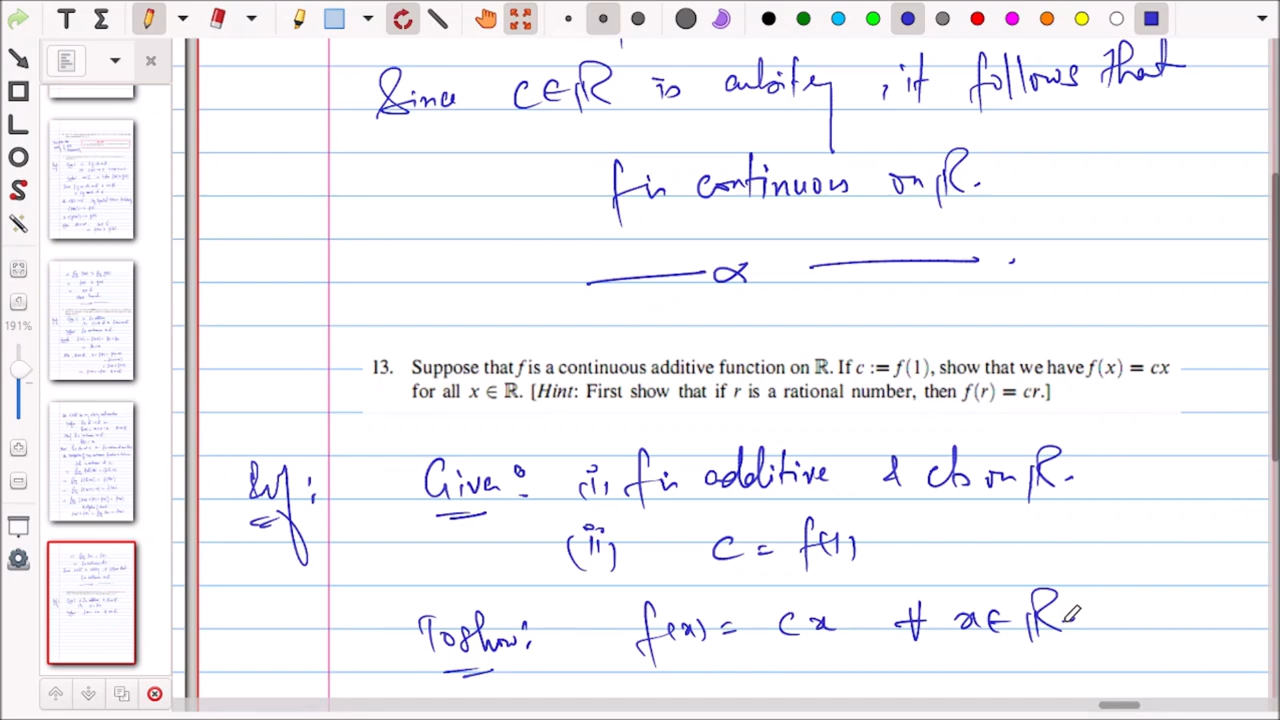 T Σ
Since c∈ℝ is arbitry, it follows that
f is continuous on ℝ.
191%
13. Suppose that f is a continuous additive function on ℝ. If c := f(1), show that we have f(x) = cx
for all x ∈ ℝ. [Hint: First show that if r is a rational number, then f(r) = cr.]
Given: (i) f is additive & cts on ℝ.
(ii) c = f(1)
To show: f(x) = cx ∀ x∈ℝ